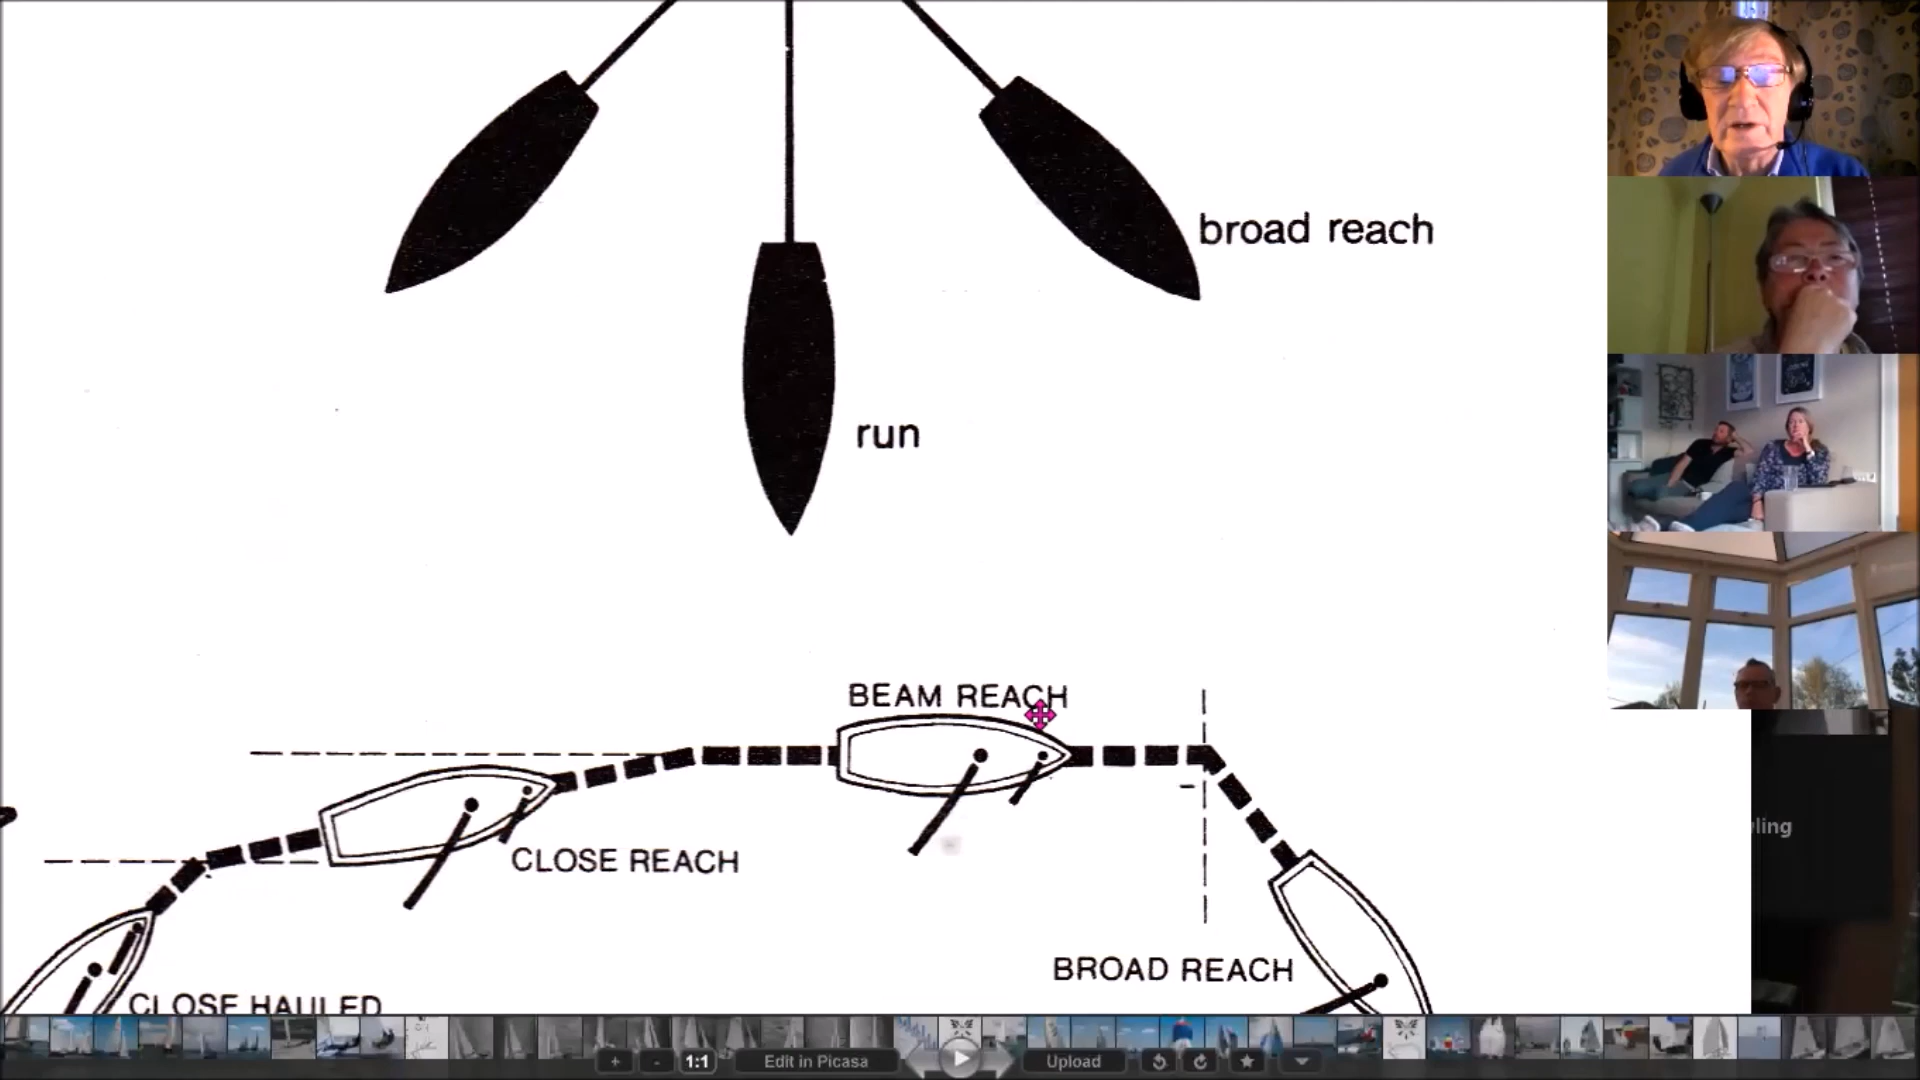 broad reach
run
BEAM REACH
CLOSE REACH
BROAD REACH
CLOSE HAULED
ling
+ - 1:1 Edit in Picasa Upload